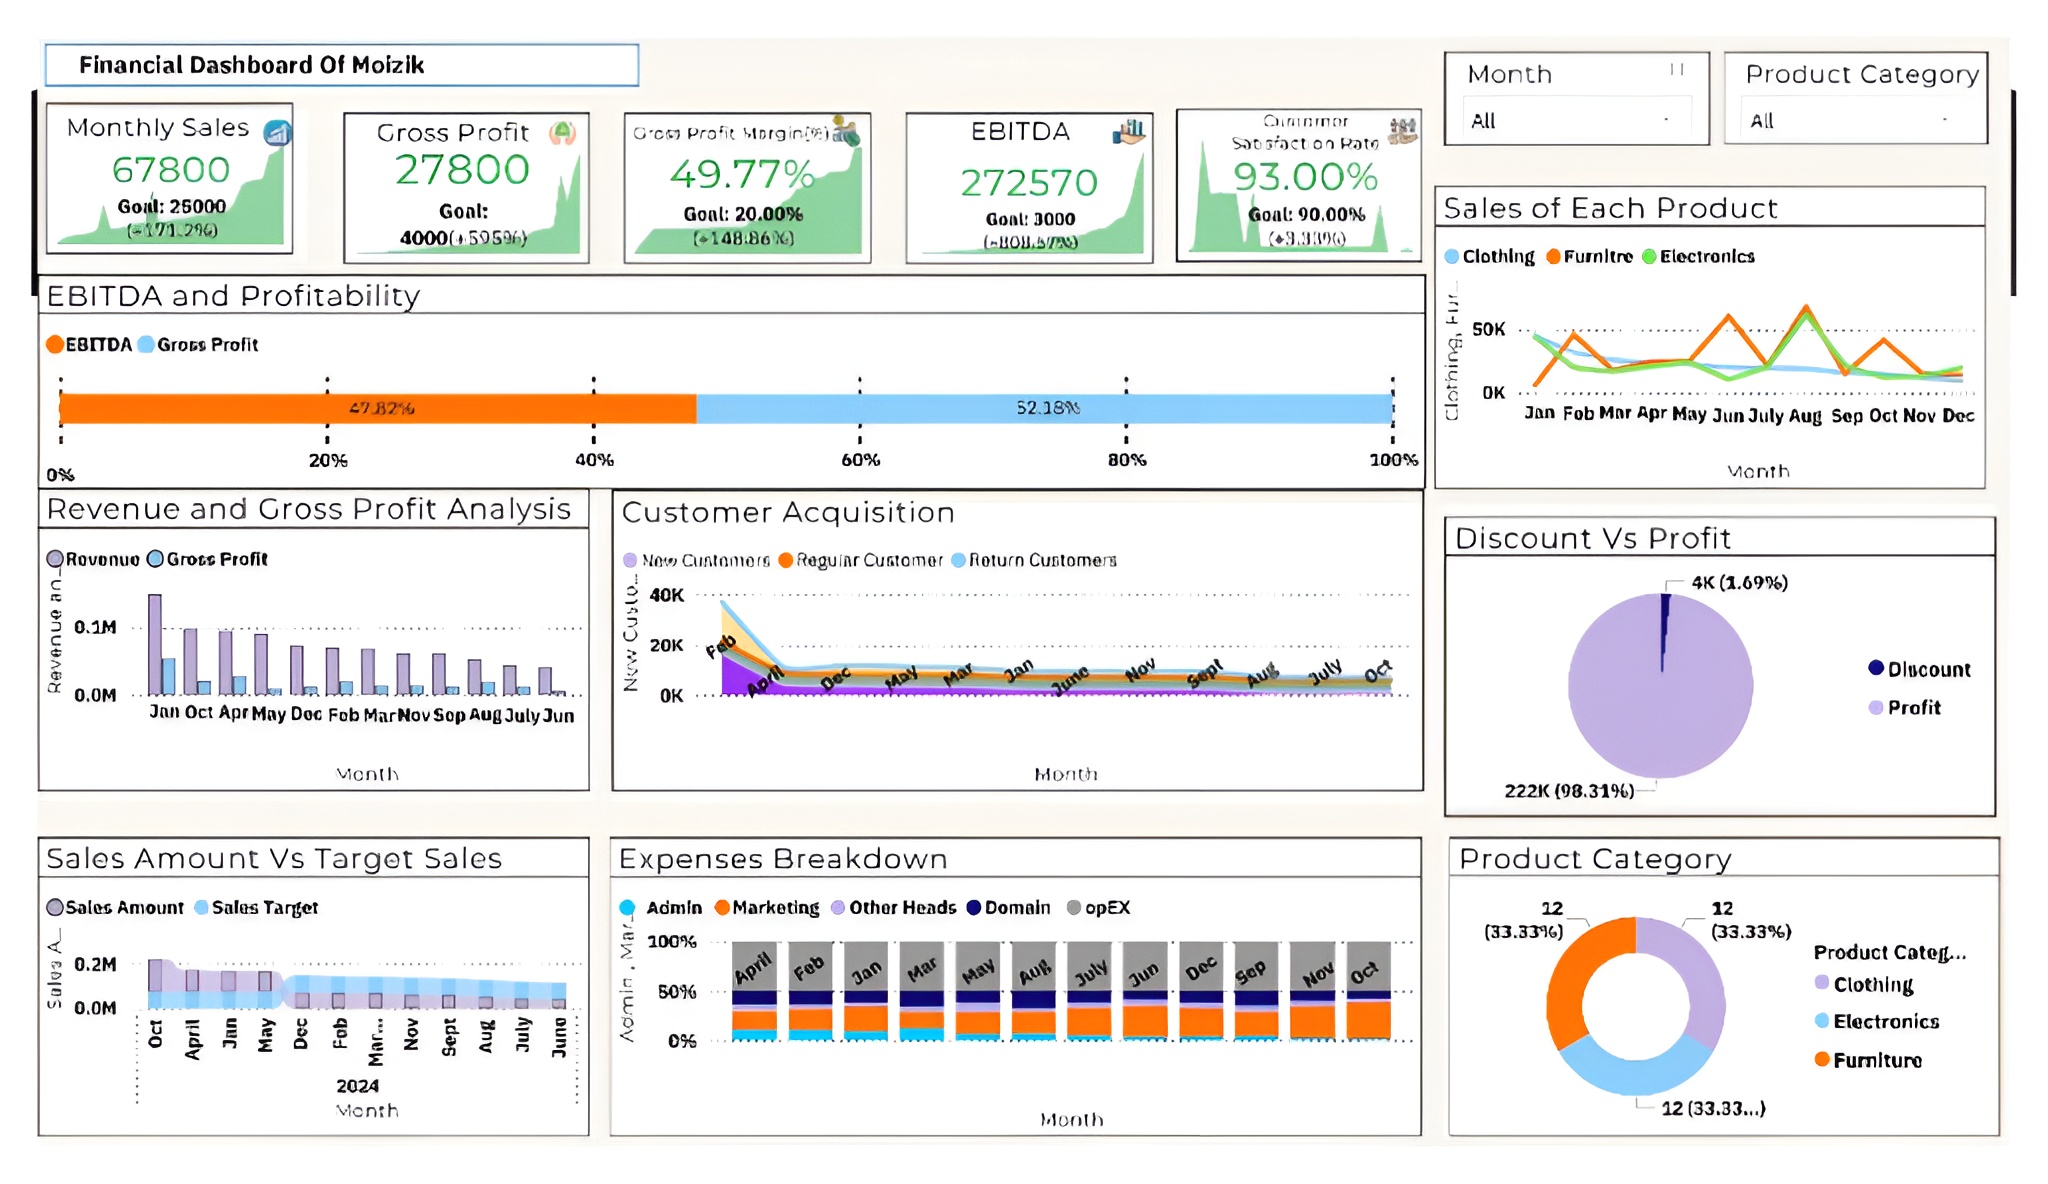 Financial Dashboard Of Moizik
Month
All
Product Category
All
Monthly Sales
67800
Goal: 25000
(+171.2%)
Gross Profit
27800
Goal:
4000(+595%)
Gross Profit Margin(%)
49.77%
Goal: 20.00%
(+148.86%)
EBITDA
272570
Goal: 3000
Customer
Satisfaction Rate
93.00%
Goal: 90.00%
(+3.33%)
EBITDA and Profitability
EBITDA Gross Profit
47.82% 52.18%
0% 20% 40% 60% 80% 100%
Sales of Each Product
Clothing Furnitre Electronics
Clothing, Fur...
50K
0K
Jan Feb Mar Apr May Jun July Aug Sep Oct Nov Dec
Month
Revenue and Gross Profit Analysis
Revenue Gross Profit
Revenue an...
0.1M
0.0M
Jan Oct Apr May Dec Feb Mar Nov Sep Aug July Jun
Month
Customer Acquisition
New Customers Regular Customer Return Customers
New Custo...
40K
20K
0K
Feb April Dec May Mar Jan June Nov Sept Aug July Oct
Month
Discount Vs Profit
4K (1.69%)
222K (98.31%)
Discount
Profit
Sales Amount Vs Target Sales
Sales Amount Sales Target
Sales A...
0.2M
0.0M
Oct April Jan May Dec Feb Mar... Nov Sept Aug July June
2024
Month
Expenses Breakdown
Admin Marketing Other Heads Domain opEX
Admin , Mar...
100%
50%
0%
April Feb Jan Mar May Aug July Jun Dec Sep Nov Oct
Month
Product Category
12
(33.33%)
12
(33.33%)
12 (33.33...)
Product Categ...
Clothing
Electronics
Furniture